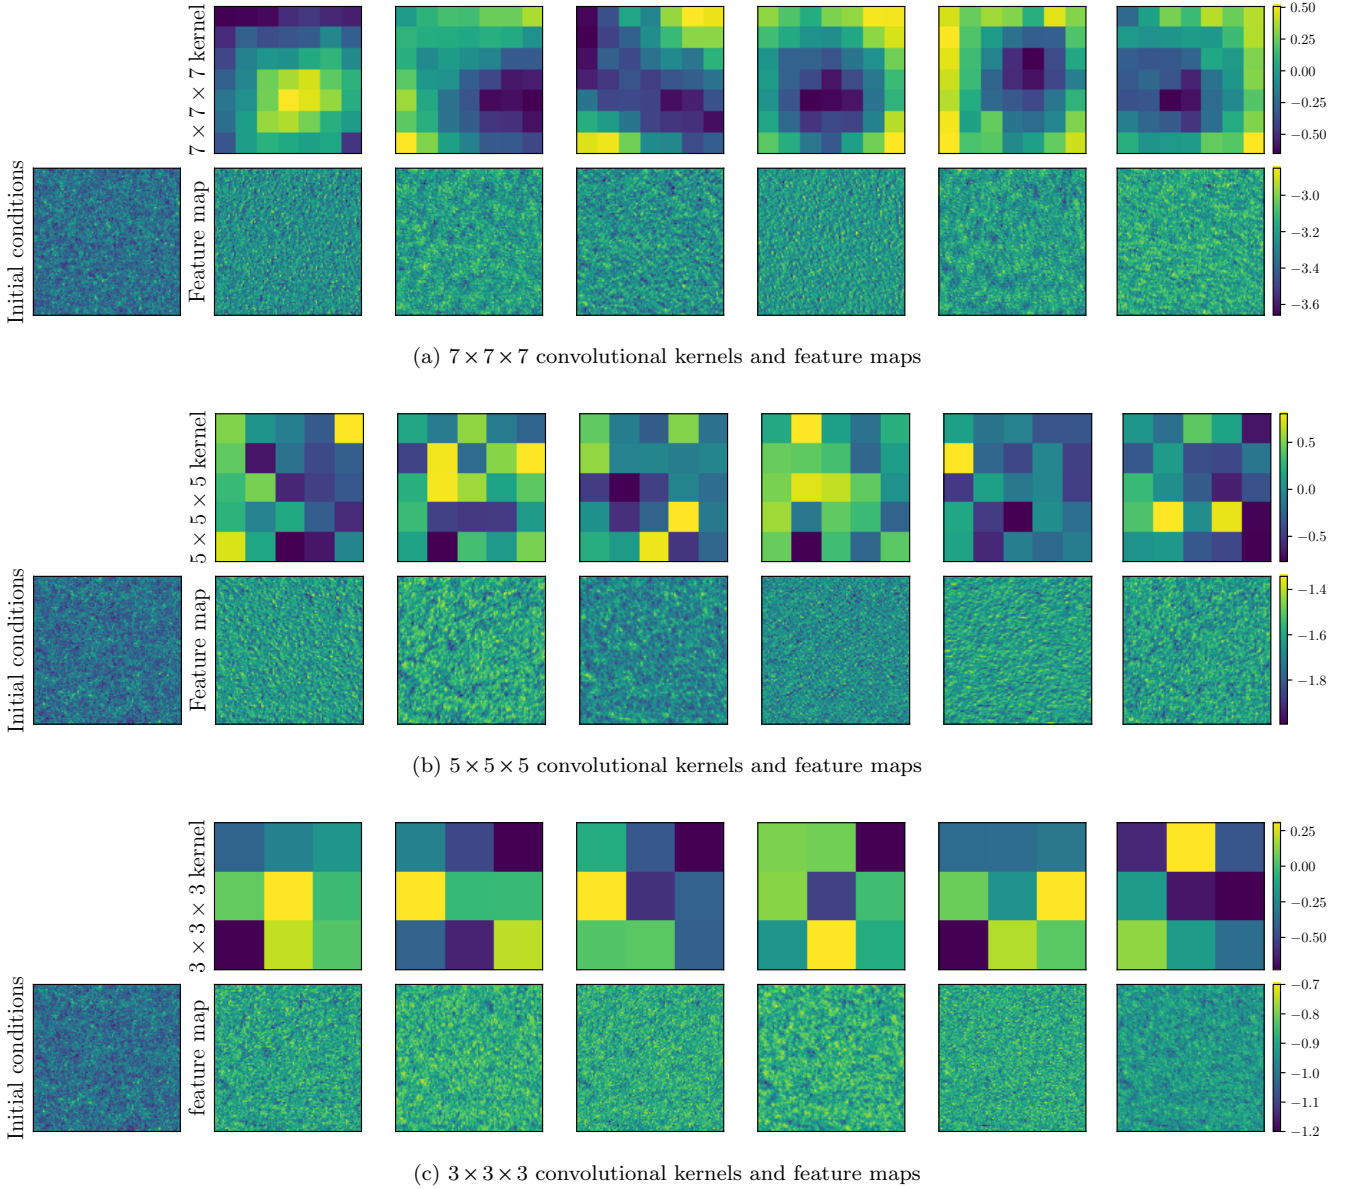 7 × 7 × 7 kernel
0.50
0.25
0.00
−0.25
−0.50
Initial conditions
Feature map
−3.0
−3.2
−3.4
−3.6
(a) 7 × 7 × 7 convolutional kernels and feature maps
5 × 5 × 5 kernel
0.5
0.0
−0.5
Initial conditions
Feature map
−1.4
−1.6
−1.8
(b) 5 × 5 × 5 convolutional kernels and feature maps
3 × 3 × 3 kernel
0.25
0.00
−0.25
−0.50
Initial conditions
feature map
−0.7
−0.8
−0.9
−1.0
−1.1
−1.2
(c) 3 × 3 × 3 convolutional kernels and feature maps